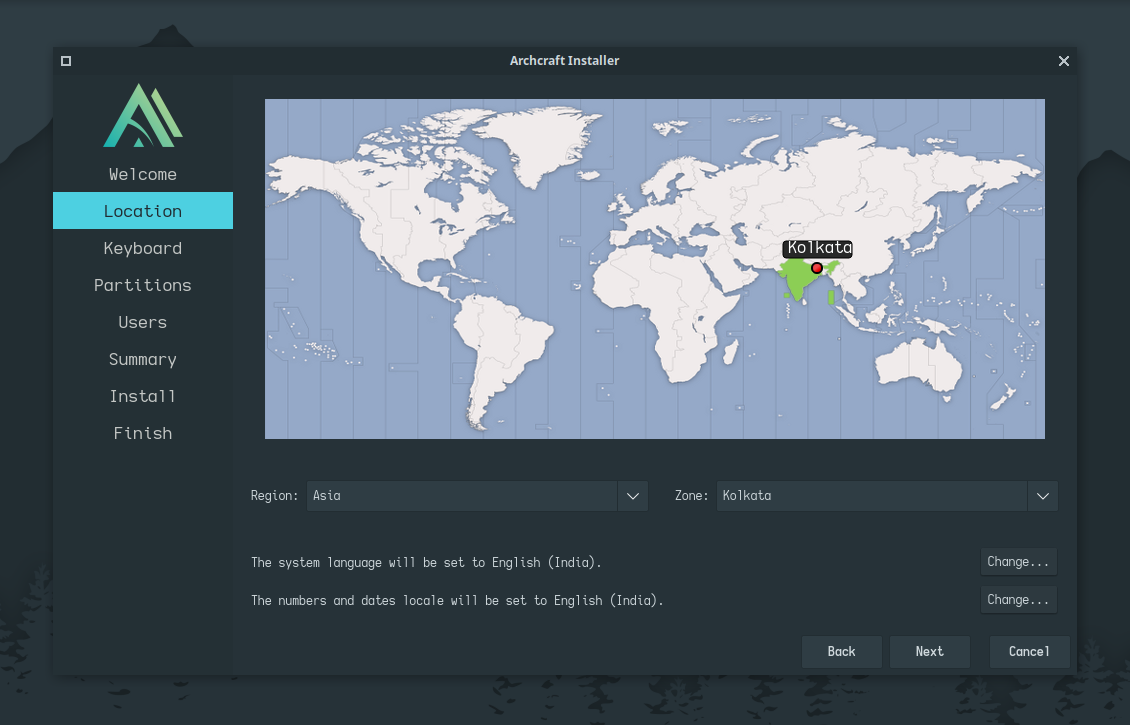 Archcraft Installer
Welcome
Location
Keyboard
Partitions
Users
Summary
Install
Finish
Kolkata
Region: Asia Zone: Kolkata
The system language will be set to English (India). Change...
The numbers and dates locale will be set to English (India). Change...
Back Next Cancel